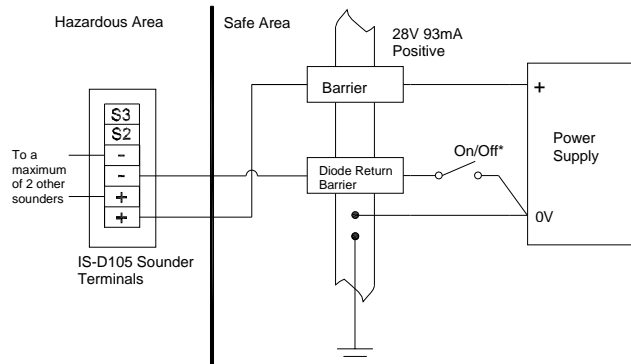 Hazardous Area
Safe Area
28V 93mA
Positive
Barrier
+
S3
S2
-
-
+
+
To a
maximum
of 2 other
sounders
Diode Return
Barrier
On/Off*
Power
Supply
0V
IS-D105 Sounder
Terminals